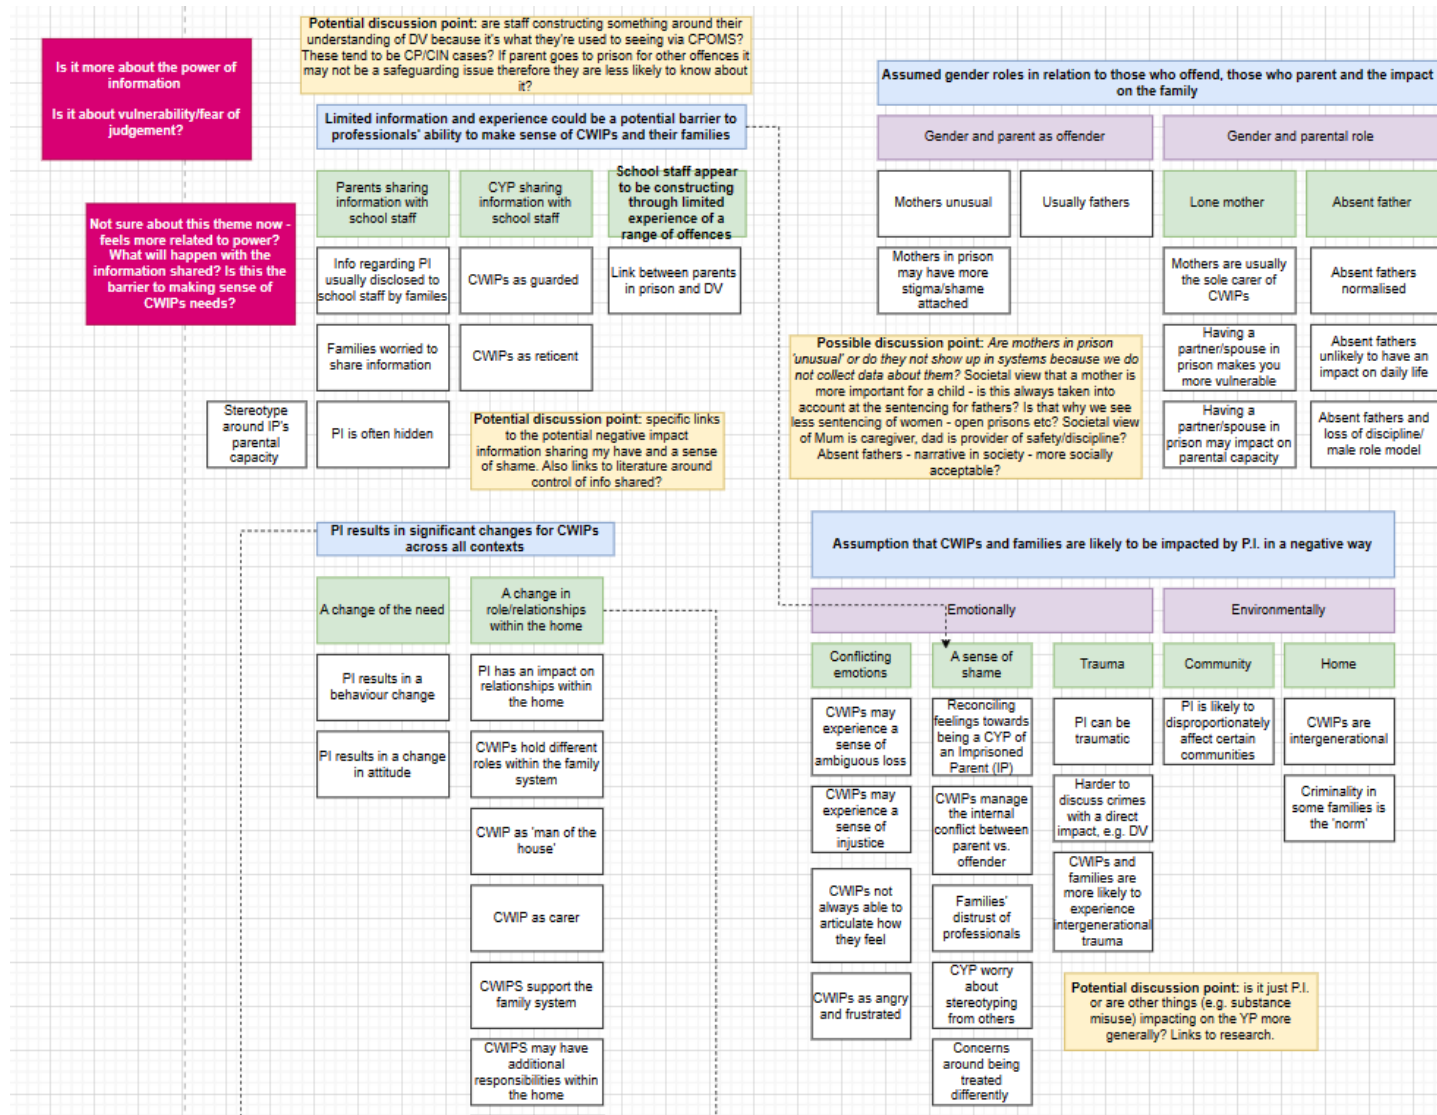 Potential discussion point: are staff constructing something around their
understanding of DV because it's what they're used to seeing via CPOMS?
These tend to be CP/CIN cases? If parent goes to prison for other offences it
may not be a safeguarding issue therefore they are less likely to know about
it?
Is it more about the power of
information
Is it about vulnerability/fear of
judgement?
Limited information and experience could be a potential barrier to
professionals' ability to make sense of CWIPs and their families
Not sure about this theme now -
feels more related to power?
What will happen with the
information shared? Is this the
barrier to making sense of
CWIPs needs?
Parents sharing
information with
school staff
CYP sharing
information with
school staff
School staff appear
to be constructing
through limited
experience of a
range of offences
Info regarding PI
usually disclosed to
school staff by familes
CWIPs as guarded
Link between parents
in prison and DV
Families worried to
share information
CWIPs as reticent
Stereotype
around IP's
parental
capacity
PI is often hidden
Potential discussion point: specific links
to the potential negative impact
information sharing my have and a sense
of shame. Also links to literature around
control of info shared?
Assumed gender roles in relation to those who offend, those who parent and the impact
on the family
Gender and parent as offender
Gender and parental role
Mothers unusual
Usually fathers
Lone mother
Absent father
Mothers in prison
may have more
stigma/shame
attached
Mothers are usually
the sole carer of
CWIPs
Absent fathers
normalised
Possible discussion point: Are mothers in prison
'unusual' or do they not show up in systems because we do
not collect data about them? Societal view that a mother is
more important for a child - is this always taken into
account at the sentencing for fathers? Is that why we see
less sentencing of women - open prisons etc? Societal
view of Mum is caregiver, dad is provider of safety/discipline?
Absent fathers - narrative in society - more socially
acceptable?
Having a
partner/spouse in
prison makes you
more vulnerable
Absent fathers
unlikely to have an
impact on daily life
Having a
partner/spouse in
prison may impact on
parental capacity
Absent fathers and
loss of discipline/
male role model
PI results in significant changes for CWIPs
across all contexts
A change of the need
A change in
role/relationships
within the home
PI results in a
behaviour change
PI has an impact on
relationships within
the home
PI results in a change
in attitude
CWIPs hold different
roles within the family
system
CWIP as 'man of the
house'
CWIP as carer
CWIPS support the
family system
CWIPS may have
additional
responsibilities within
the home
Assumption that CWIPs and families are likely to be impacted by P.I. in a negative way
Emotionally
Environmentally
Conflicting
emotions
A sense of
shame
Trauma
Community
Home
CWIPs may
experience a
sense of
ambiguous loss
Reconciling
feelings towards
being a CYP of
an Imprisoned
Parent (IP)
PI can be
traumatic
PI is likely to
disproportionately
affect certain
communities
CWIPs are
intergenerational
CWIPs may
experience a
sense of
injustice
CWIPs manage
the internal
conflict between
parent vs.
offender
Harder to
discuss crimes
with a direct
impact, e.g. DV
Criminality in
some families is
the 'norm'
CWIPs not
always able to
articulate how
they feel
Families'
distrust of
professionals
CWIPs and
families are
more likely to
experience
intergenerational
trauma
CWIPs as angry
and frustrated
CYP worry
about
stereotyping
from others
Concerns
around being
treated
differently
Potential discussion point: is it just P.I.
or are other things (e.g. substance
misuse) impacting on the YP more
generally? Links to research.